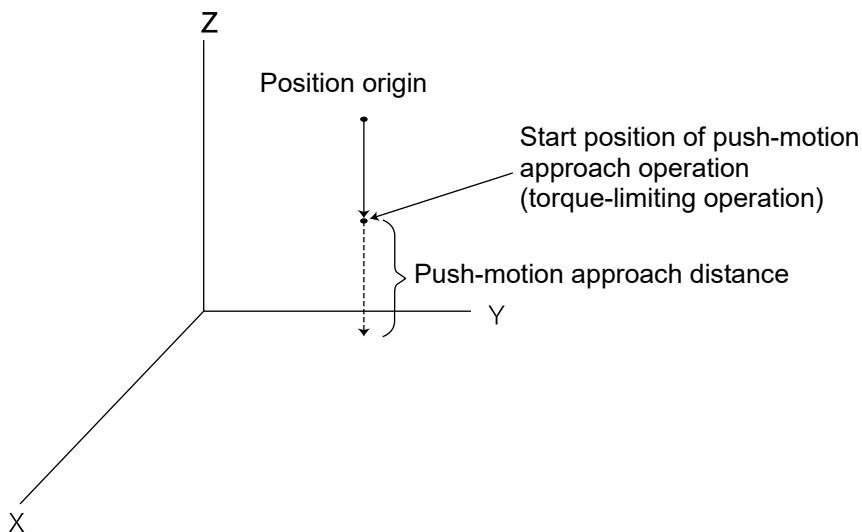 Z
Position origin
Start position of push-motion
approach operation
(torque-limiting operation)
Push-motion approach distance
Y
X